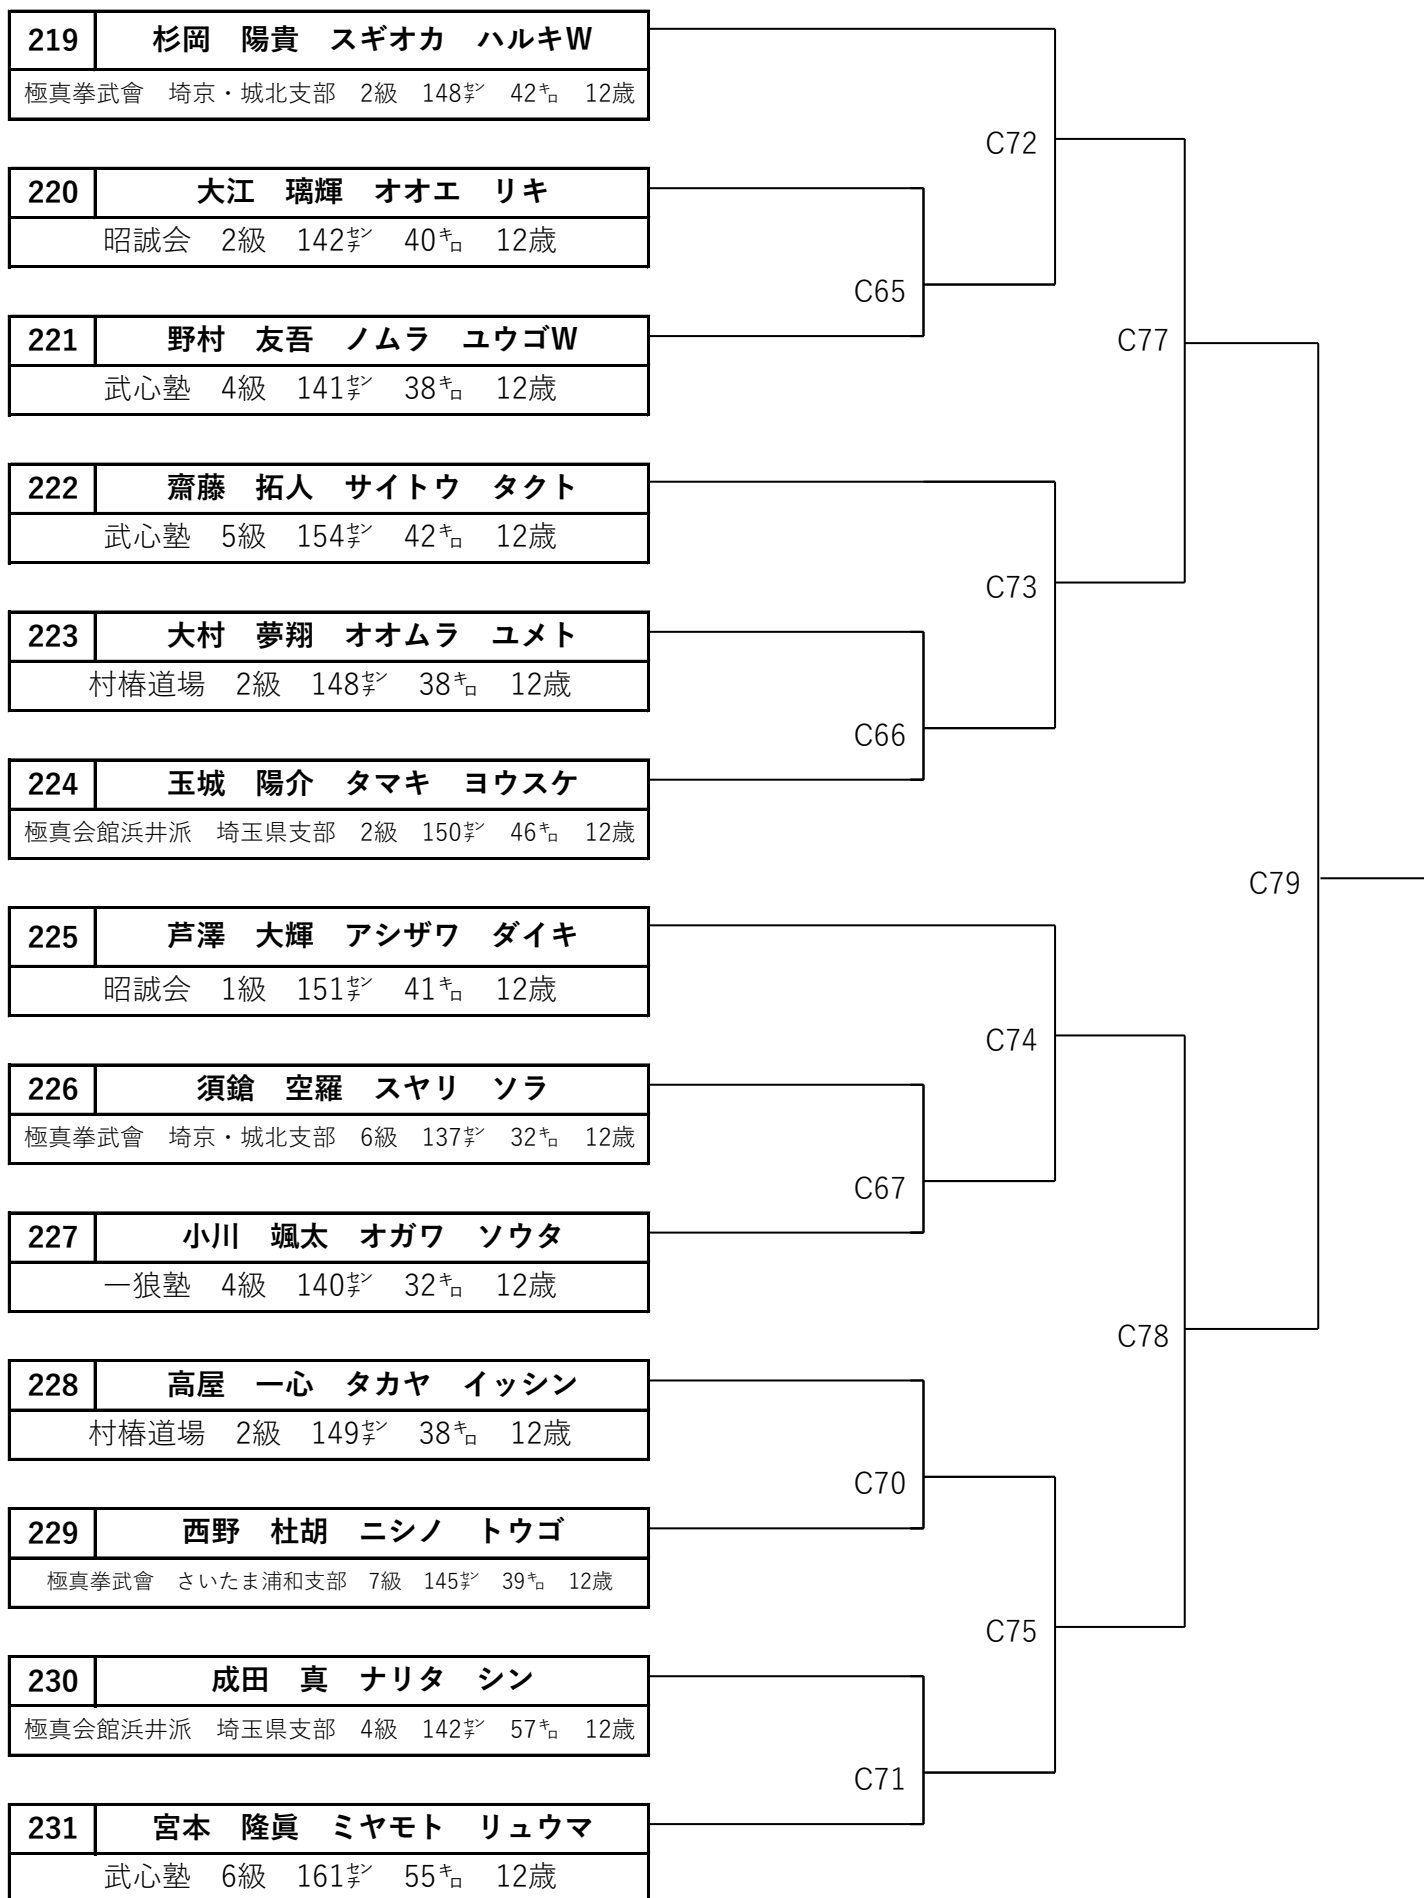 219 杉岡 陽貴 スギオカ ハルキW
極真拳武會 埼京・城北支部 2級 148㌢ 42㌔ 12歳
C72
220 大江 璃輝 オオエ リキ
昭誠会 2級 142㌢ 40㌔ 12歳
C65
221 野村 友吾 ノムラ ユウゴW
C77
武心塾 4級 141㌢ 38㌔ 12歳
222 齋藤 拓人 サイトウ タクト
武心塾 5級 154㌢ 42㌔ 12歳
C73
223 大村 夢翔 オオムラ ユメト
村椿道場 2級 148㌢ 38㌔ 12歳
C66
224 玉城 陽介 タマキ ヨウスケ
極真会館浜井派 埼玉県支部 2級 150㌢ 46㌔ 12歳
C79
225 芦澤 大輝 アシザワ ダイキ
昭誠会 1級 151㌢ 41㌔ 12歳
C74
226 須鎗 空羅 スヤリ ソラ
極真拳武會 埼京・城北支部 6級 137㌢ 32㌔ 12歳
C67
227 小川 颯太 オガワ ソウタ
一狼塾 4級 140㌢ 32㌔ 12歳
C78
228 高屋 一心 タカヤ イッシン
村椿道場 2級 149㌢ 38㌔ 12歳
C70
229 西野 杜胡 ニシノ トウゴ
極真拳武會 さいたま浦和支部 7級 145㌢ 39㌔ 12歳
C75
230 成田 真 ナリタ シン
極真会館浜井派 埼玉県支部 4級 142㌢ 57㌔ 12歳
C71
231 宮本 隆眞 ミヤモト リュウマ
武心塾 6級 161㌢ 55㌔ 12歳